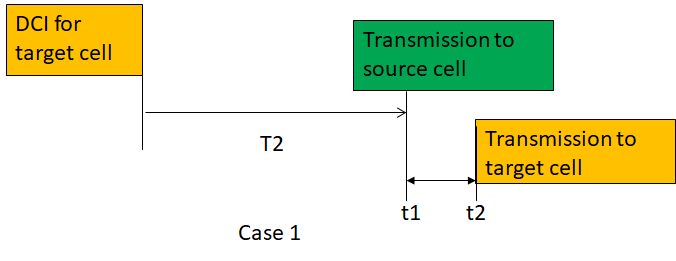 DCI for
target cell
Transmission to
source cell
T2
Transmission to
target cell
t1
t2
Case 1